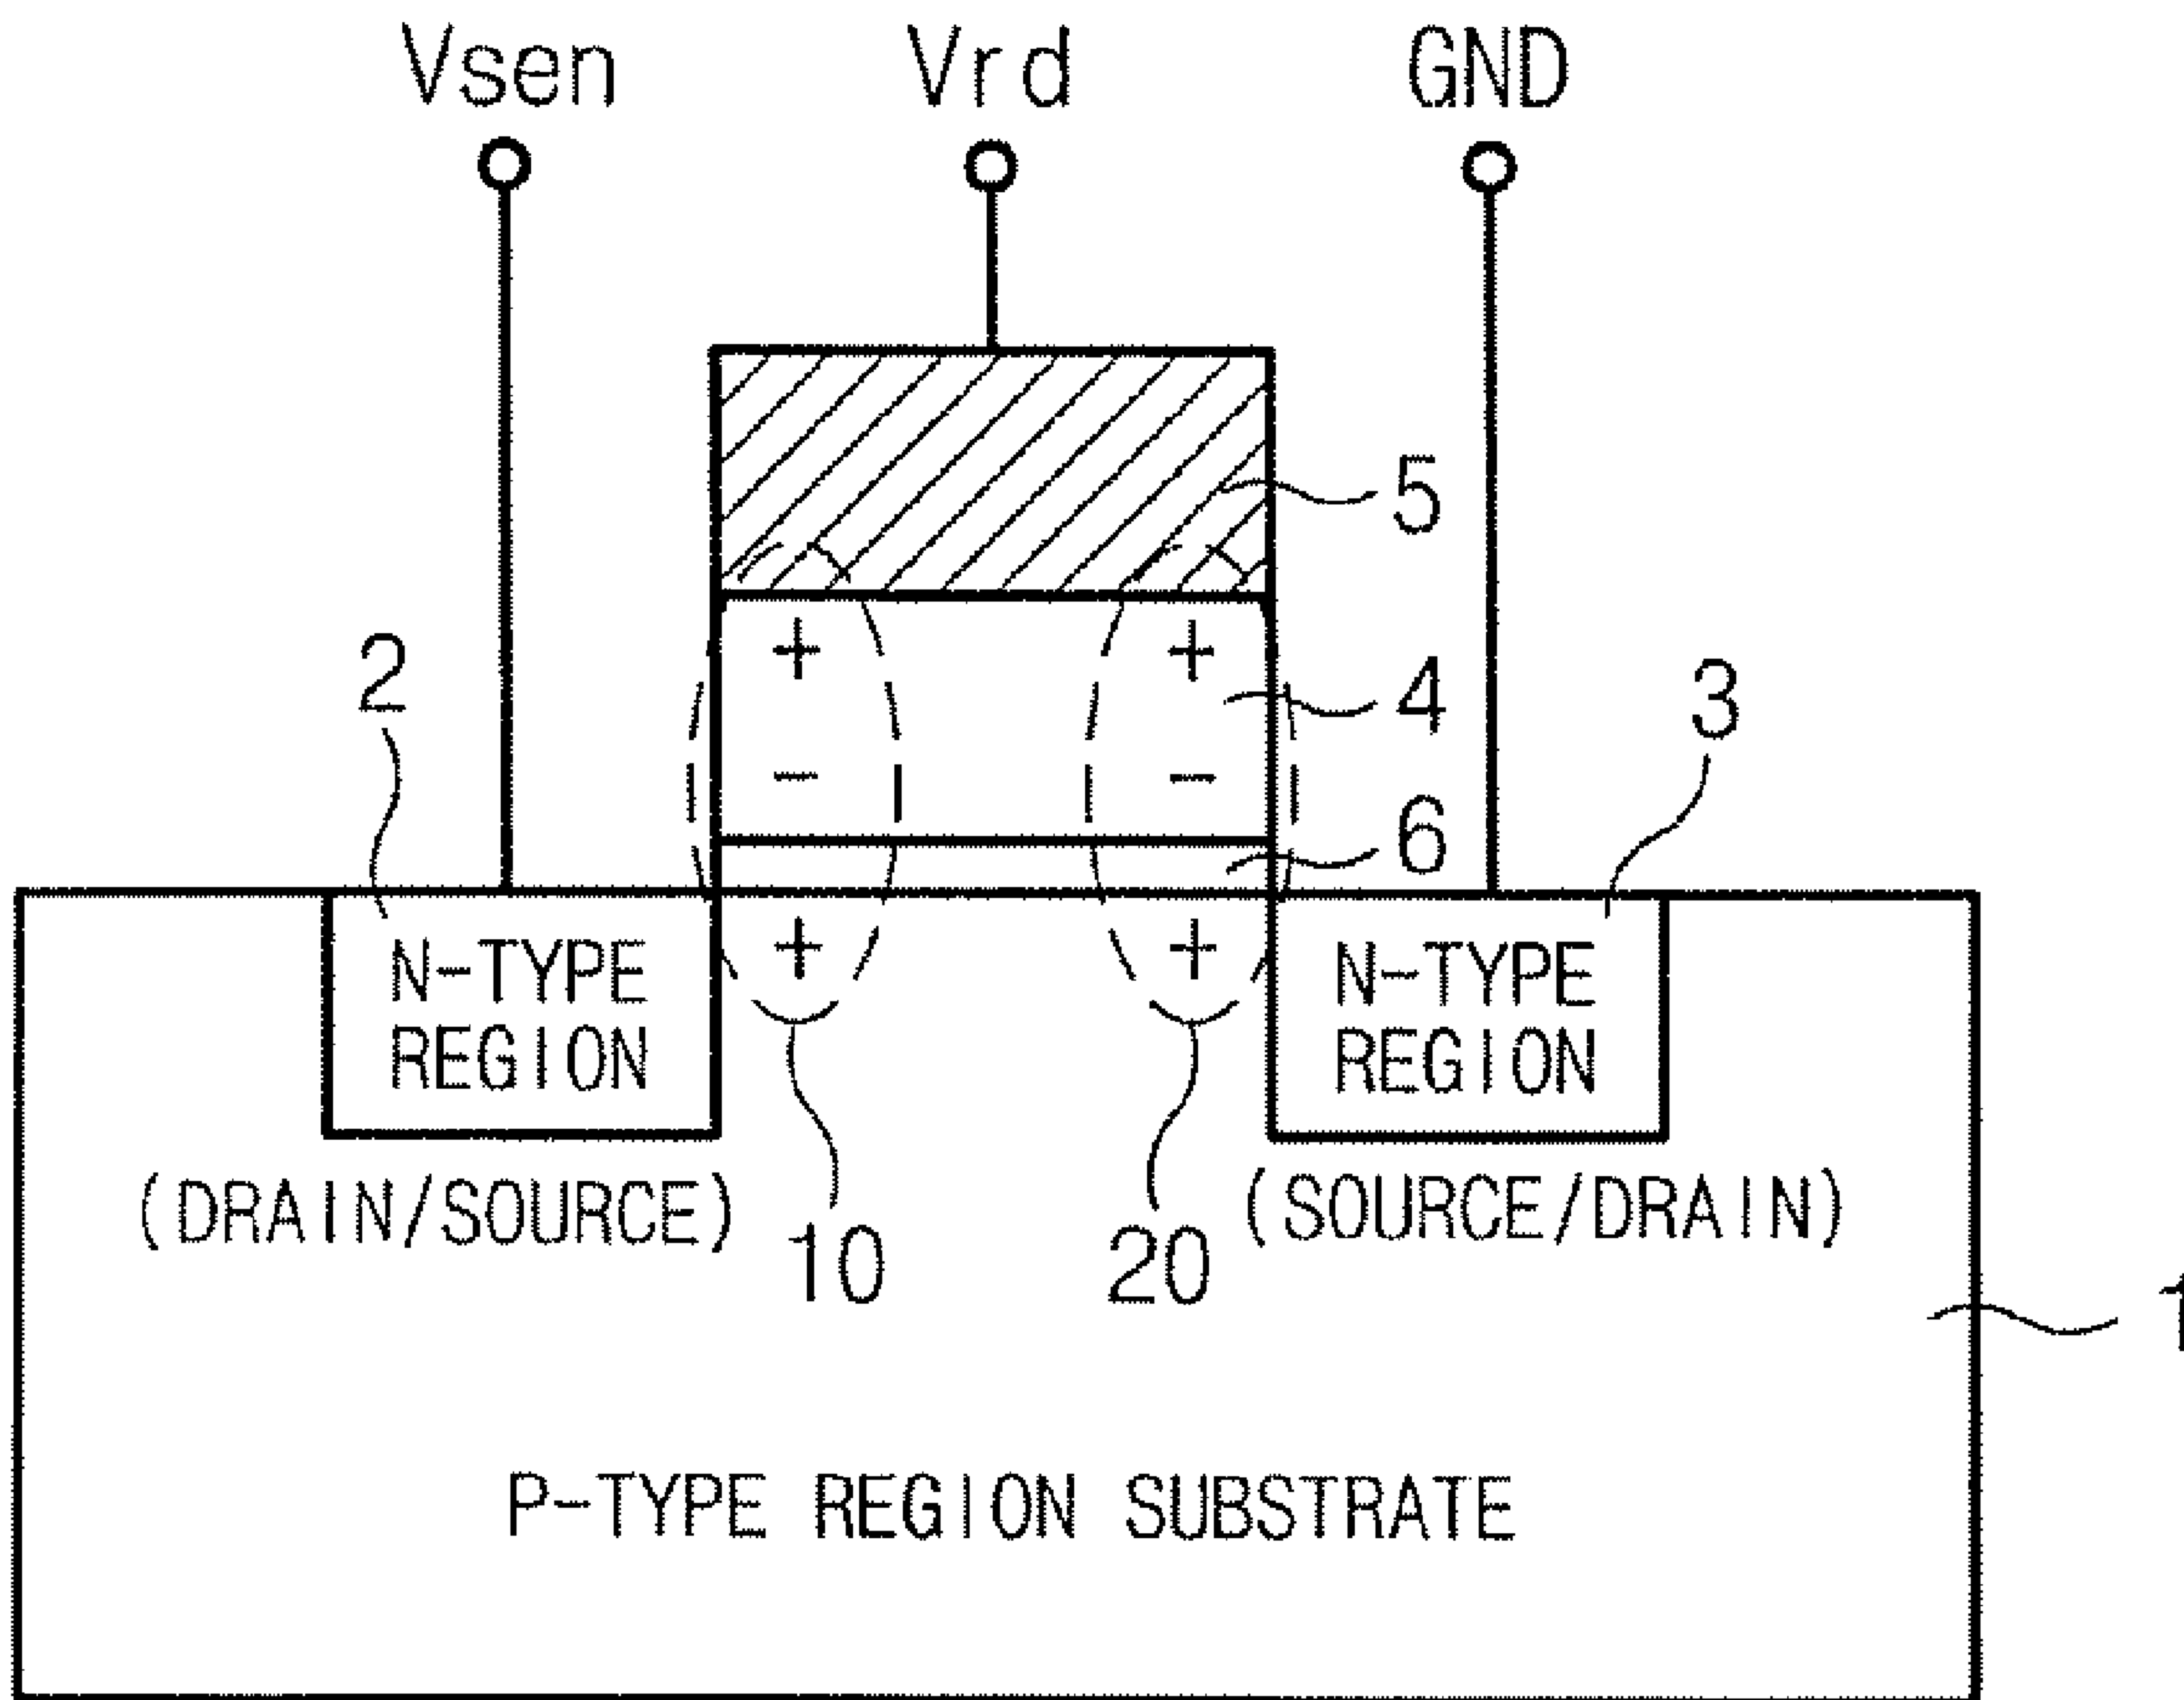 Vsen Vrd GND
5
2 + + 4 3
- - 6
N-TYPE REGION + + N-TYPE REGION
(DRAIN/SOURCE) 10 20 (SOURCE/DRAIN)
1
P-TYPE REGION SUBSTRATE